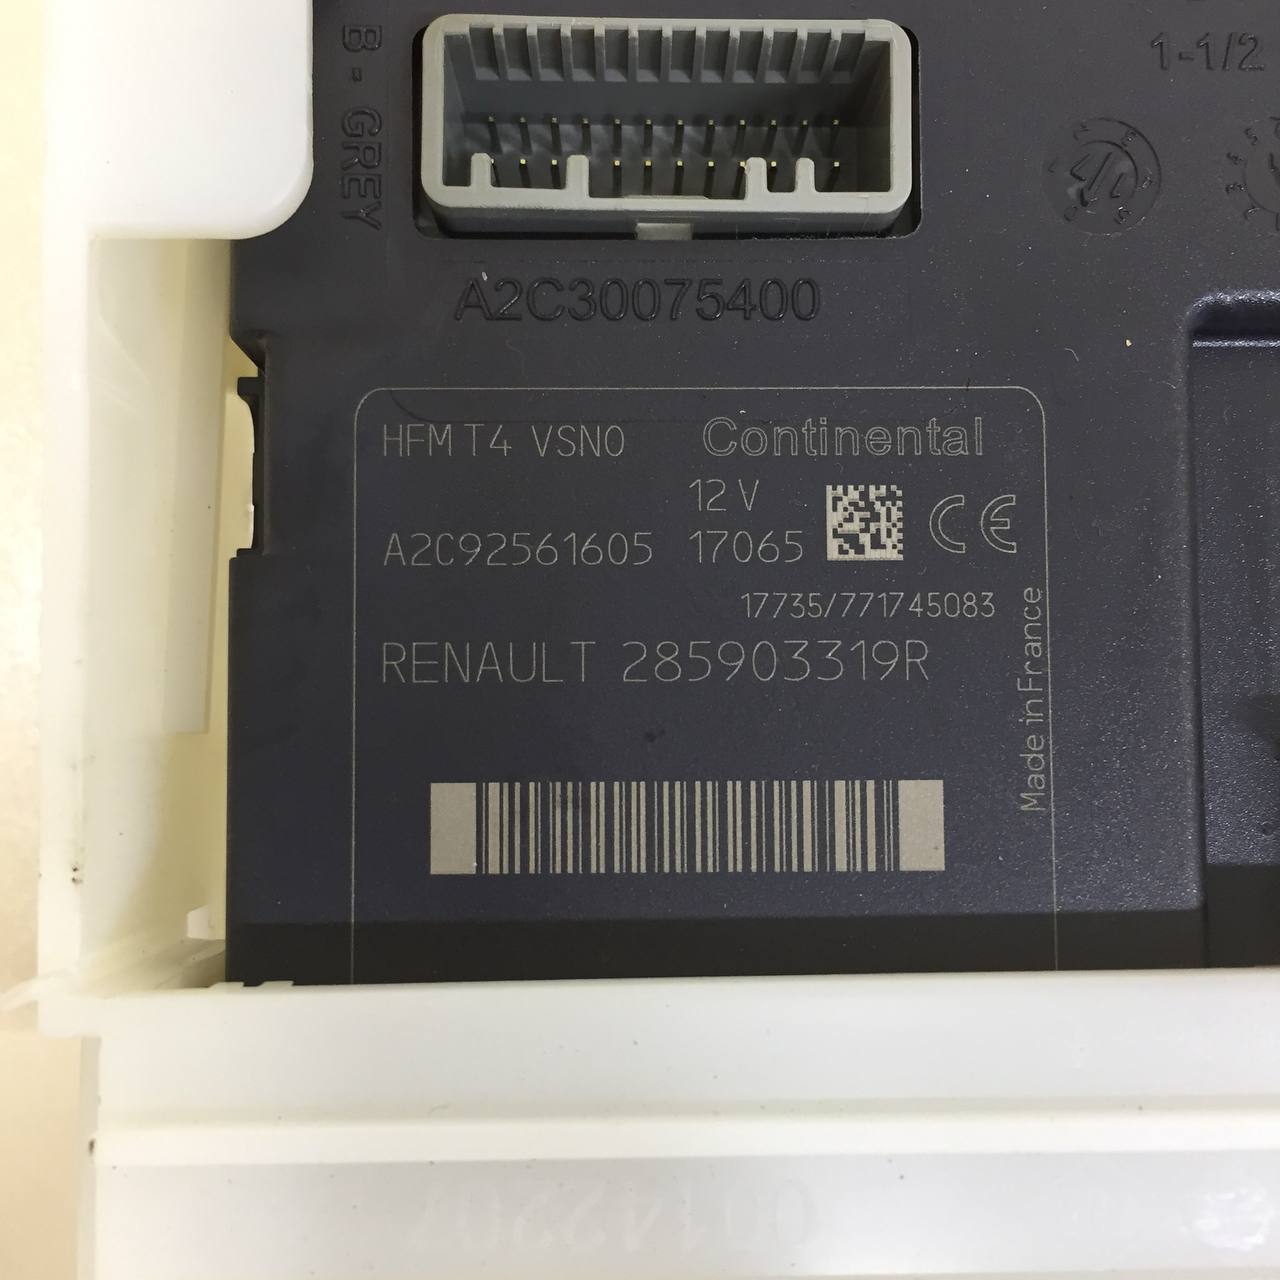 B - GREY
1-1/2
A2C30075400
HFM T4 VSN0 Continental
12 V
A2C92561605 17065 CE
17735/771745083
RENAULT 285903319R
Made in France